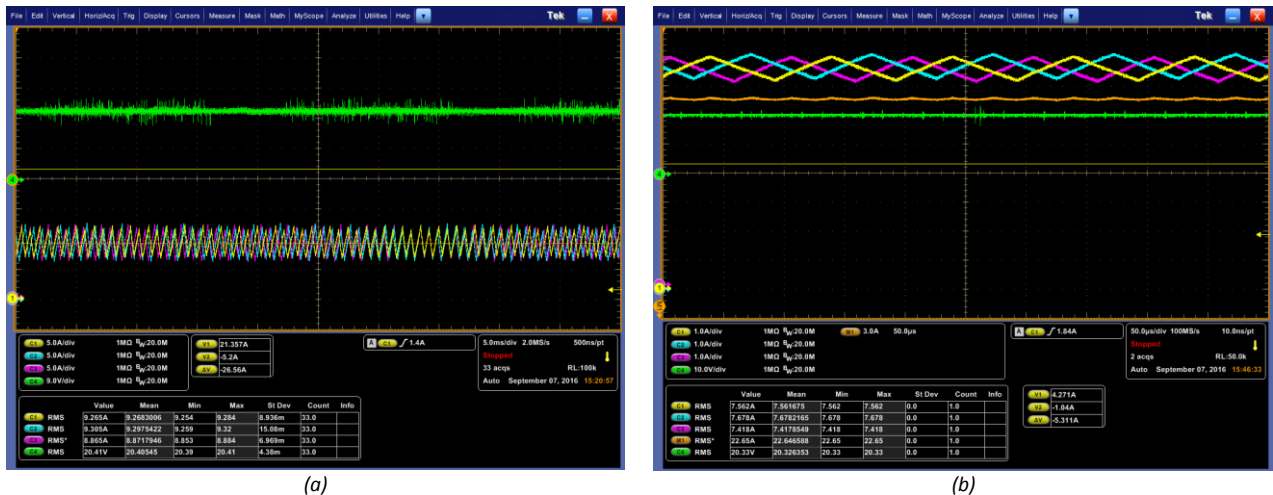 File Edit Vertical Horiz/Acq Trig Display Cursors Measure Mask Math MyScope Analyze Utilities Help Tek X
4
1
C1 5.0A/div 1MΩ BW:20.0M
C2 5.0A/div 1MΩ BW:20.0M
C3 5.0A/div 1MΩ BW:20.0M
C4 9.0V/div 1MΩ BW:20.0M
V1 21.357A
V2 -5.2A
ΔV -26.56A
A C1 1.4A
5.0ms/div 2.0MS/s 500ns/pt
Stopped
33 acqs RL:100k
Auto September 07, 2016 15:20:57
Value Mean Min Max St Dev Count Info
C1 RMS 9.265A 9.2683006 9.254 9.284 8.936m 33.0
C2 RMS 9.305A 9.2975422 9.259 9.32 15.08m 33.0
C3 RMS* 8.865A 8.8717946 8.853 8.884 6.969m 33.0
C4 RMS 20.41V 20.40545 20.39 20.41 4.38m 33.0
(a)
File Edit Vertical Horiz/Acq Trig Display Cursors Measure Mask Math MyScope Analyze Utilities Help Tek X
4
1
C1 1.0A/div 1MΩ BW:20.0M
C2 1.0A/div 1MΩ BW:20.0M
C3 1.0A/div 1MΩ BW:20.0M
C4 10.0V/div 1MΩ BW:20.0M
M1 3.0A 50.0µs
A C1 1.84A
50.0µs/div 100MS/s 10.0ns/pt
Stopped
2 acqs RL:50.0k
Auto September 07, 2016 15:46:33
Value Mean Min Max St Dev Count Info
C1 RMS 7.562A 7.561675 7.562 7.562 0.0 1.0
C2 RMS 7.678A 7.6782165 7.678 7.678 0.0 1.0
C3 RMS 7.418A 7.4178549 7.418 7.418 0.0 1.0
M1 RMS* 22.65A 22.646588 22.65 22.65 0.0 1.0
C4 RMS 20.33V 20.326353 20.33 20.33 0.0 1.0
V1 4.271A
V2 -1.04A
ΔV -5.311A
(b)